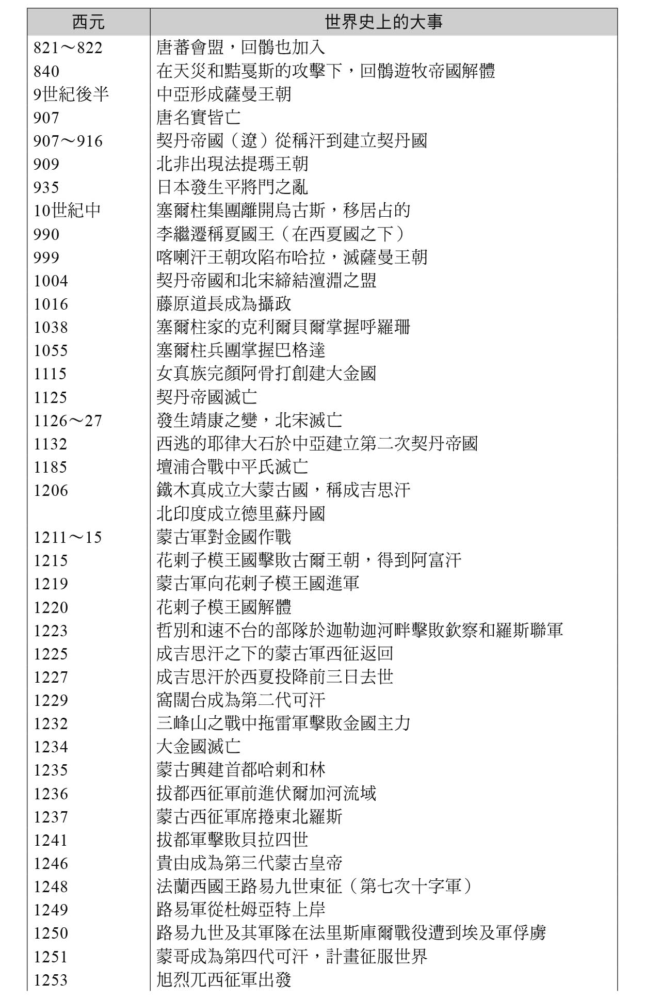 西元 世界史上的大事
821～822 唐蕃會盟，回鶻也加入
840 在天災和黠戛斯的攻擊下，回鶻遊牧帝國解體
9世紀後半 中亞形成薩曼王朝
907 唐名實皆亡
907～916 契丹帝國（遼）從稱汗到建立契丹國
909 北非出現法提瑪王朝
935 日本發生平將門之亂
10世紀中 塞爾柱集團離開烏古斯，移居占的
990 李繼遷稱夏國王（在西夏國之下）
999 喀喇汗王朝攻陷布哈拉，滅薩曼王朝
1004 契丹帝國和北宋締結澶淵之盟
1016 藤原道長成為攝政
1038 塞爾柱家的克利爾貝爾掌握呼羅珊
1055 塞爾柱兵團掌握巴格達
1115 女真族完顏阿骨打創建大金國
1125 契丹帝國滅亡
1126～27 發生靖康之變，北宋滅亡
1132 西逃的耶律大石於中亞建立第二次契丹帝國
1185 壇浦合戰中平氏滅亡
1206 鐵木真成立大蒙古國，稱成吉思汗
北印度成立德里蘇丹國
1211～15 蒙古軍對金國作戰
1215 花剌子模王國擊敗古爾王朝，得到阿富汗
1219 蒙古軍向花剌子模王國進軍
1220 花剌子模王國解體
1223 哲別和速不台的部隊於迦勒迦河畔擊敗欽察和羅斯聯軍
1225 成吉思汗之下的蒙古軍西征返回
1227 成吉思汗於西夏投降前三日去世
1229 窩闊台成為第二代可汗
1232 三峰山之戰中拖雷軍擊敗金國主力
1234 大金國滅亡
1235 蒙古興建首都哈剌和林
1236 拔都西征軍前進伏爾加河流域
1237 蒙古西征軍席捲東北羅斯
1241 拔都軍擊敗貝拉四世
1246 貴由成為第三代蒙古皇帝
1248 法蘭西國王路易九世東征（第七次十字軍）
1249 路易軍從杜姆亞特上岸
1250 路易九世及其軍隊在法里斯庫爾戰役遭到埃及軍俘虜
1251 蒙哥成為第四代可汗，計畫征服世界
1253 旭烈兀西征軍出發